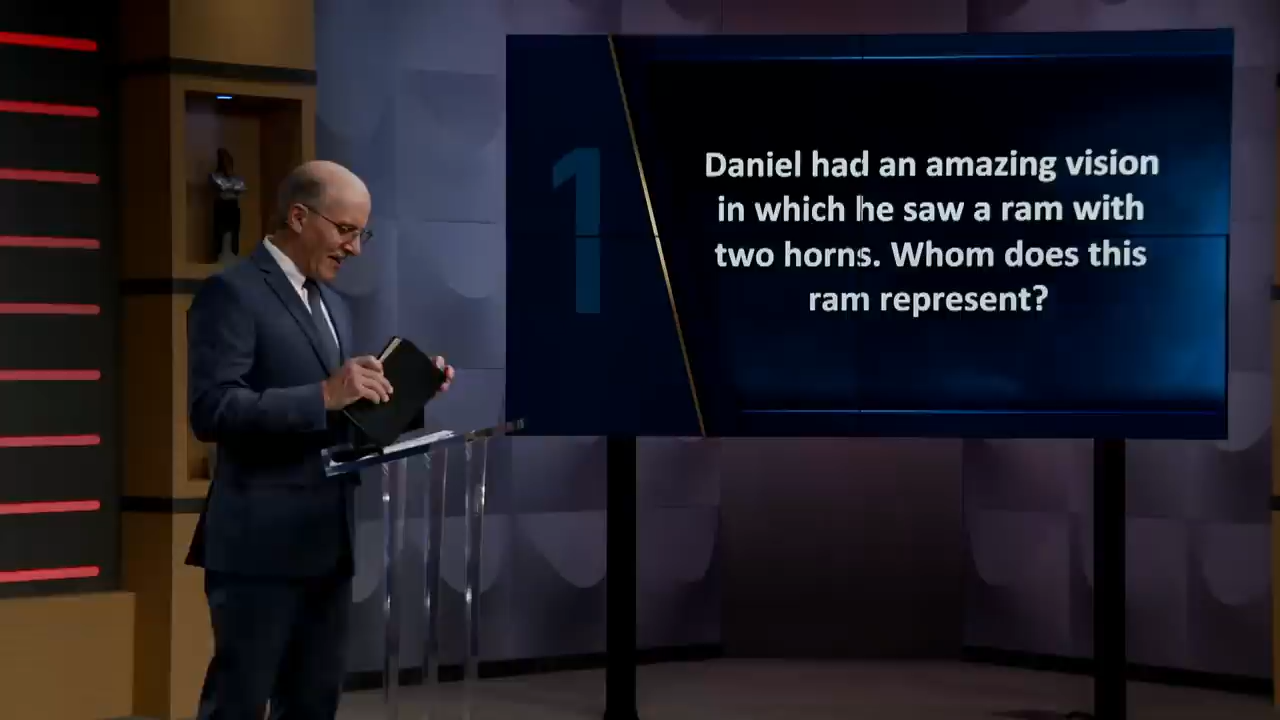 1
Daniel had an amazing vision
in which he saw a ram with
two horns. Whom does this
ram represent?